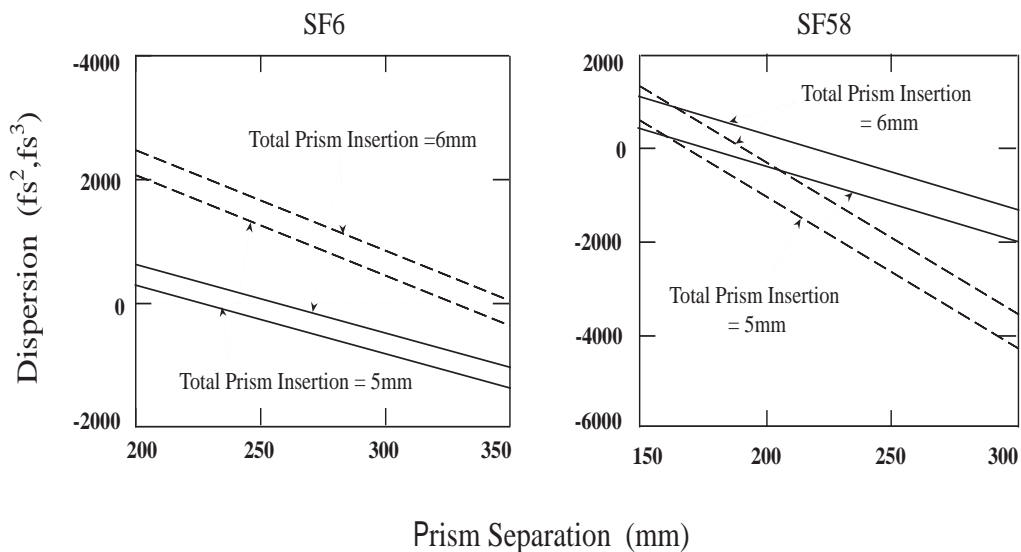 SF6
SF58
Dispersion (fs²,fs³)
-4000
2000
0
-2000
200
250
300
350
Total Prism Insertion =6mm
Total Prism Insertion = 5mm
2000
0
-2000
-4000
-6000
150
200
250
300
Total Prism Insertion
= 6mm
Total Prism Insertion
= 5mm
Prism Separation (mm)